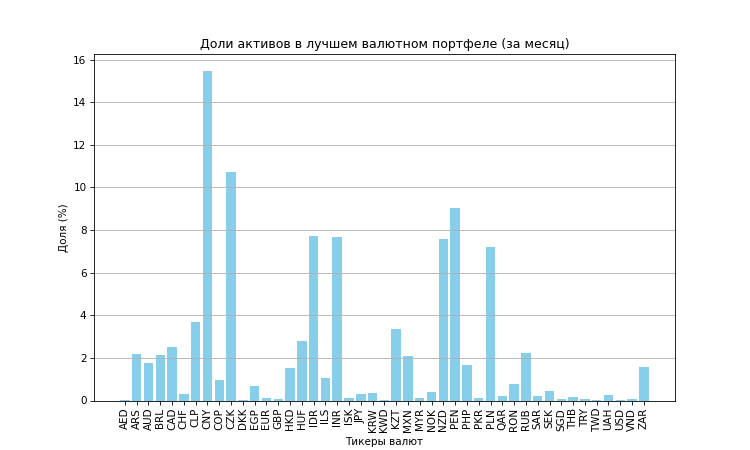 Доли активов в лучшем валютном портфеле (за месяц)
Доля (%)
16
14
12
10
8
6
4
2
0
AED ARS AUD BRL CAD CHF CLP CNY COP CZK DKK EGP EUR GBP HKD HUF IDR ILS INR ISK JPY KRW KWD KZT MXN MYR NOK NZD PEN PHP PKR PLN QAR RON RUB SAR SEK SGD THB TRY TWD UAH USD VND ZAR
Тикеры валют